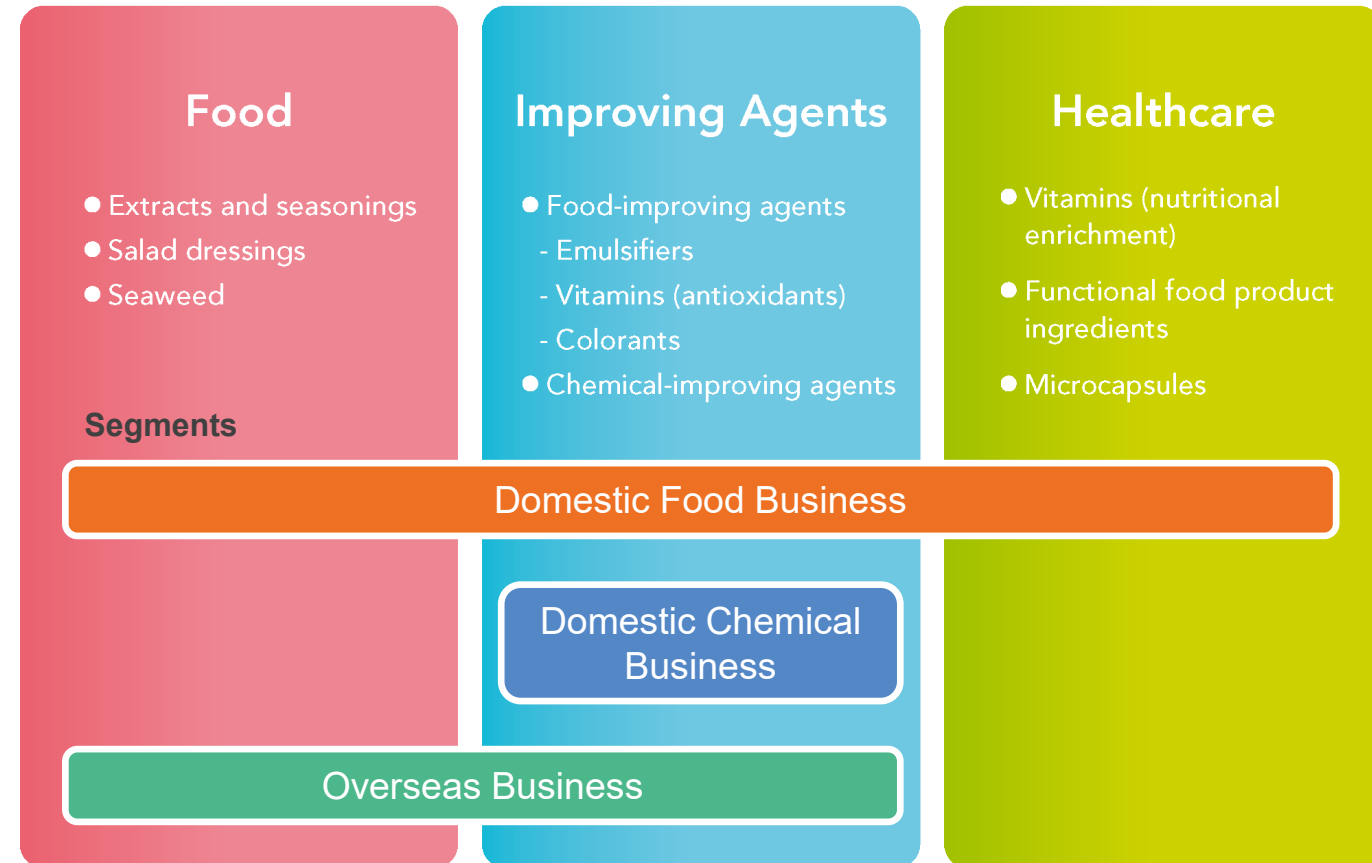 Food
● Extracts and seasonings
● Salad dressings
● Seaweed
Improving Agents
● Food-improving agents
- Emulsifiers
- Vitamins (antioxidants)
- Colorants
● Chemical-improving agents
Healthcare
● Vitamins (nutritional
enrichment)
● Functional food product
ingredients
● Microcapsules
Segments
Domestic Food Business
Domestic Chemical
Business
Overseas Business